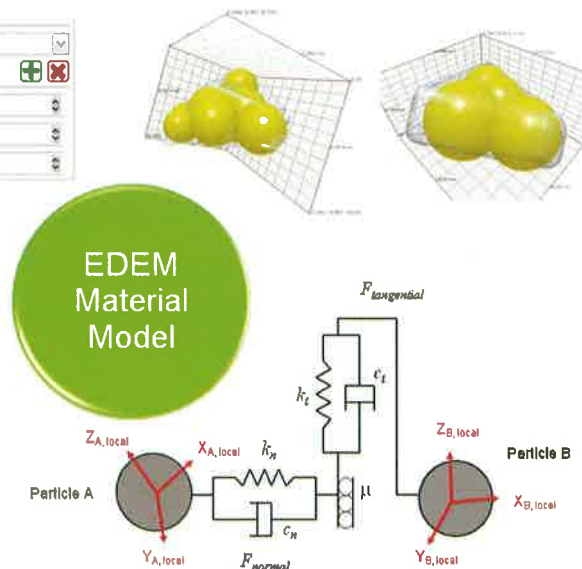 EDEM
Material
Model
F_tangential
k_t
c_t
Z_A, local
X_A, local
k_n
Z_B, local
Particle B
Particle A
μ
X_B, local
c_n
Y_A, local
F_normal
Y_B, local